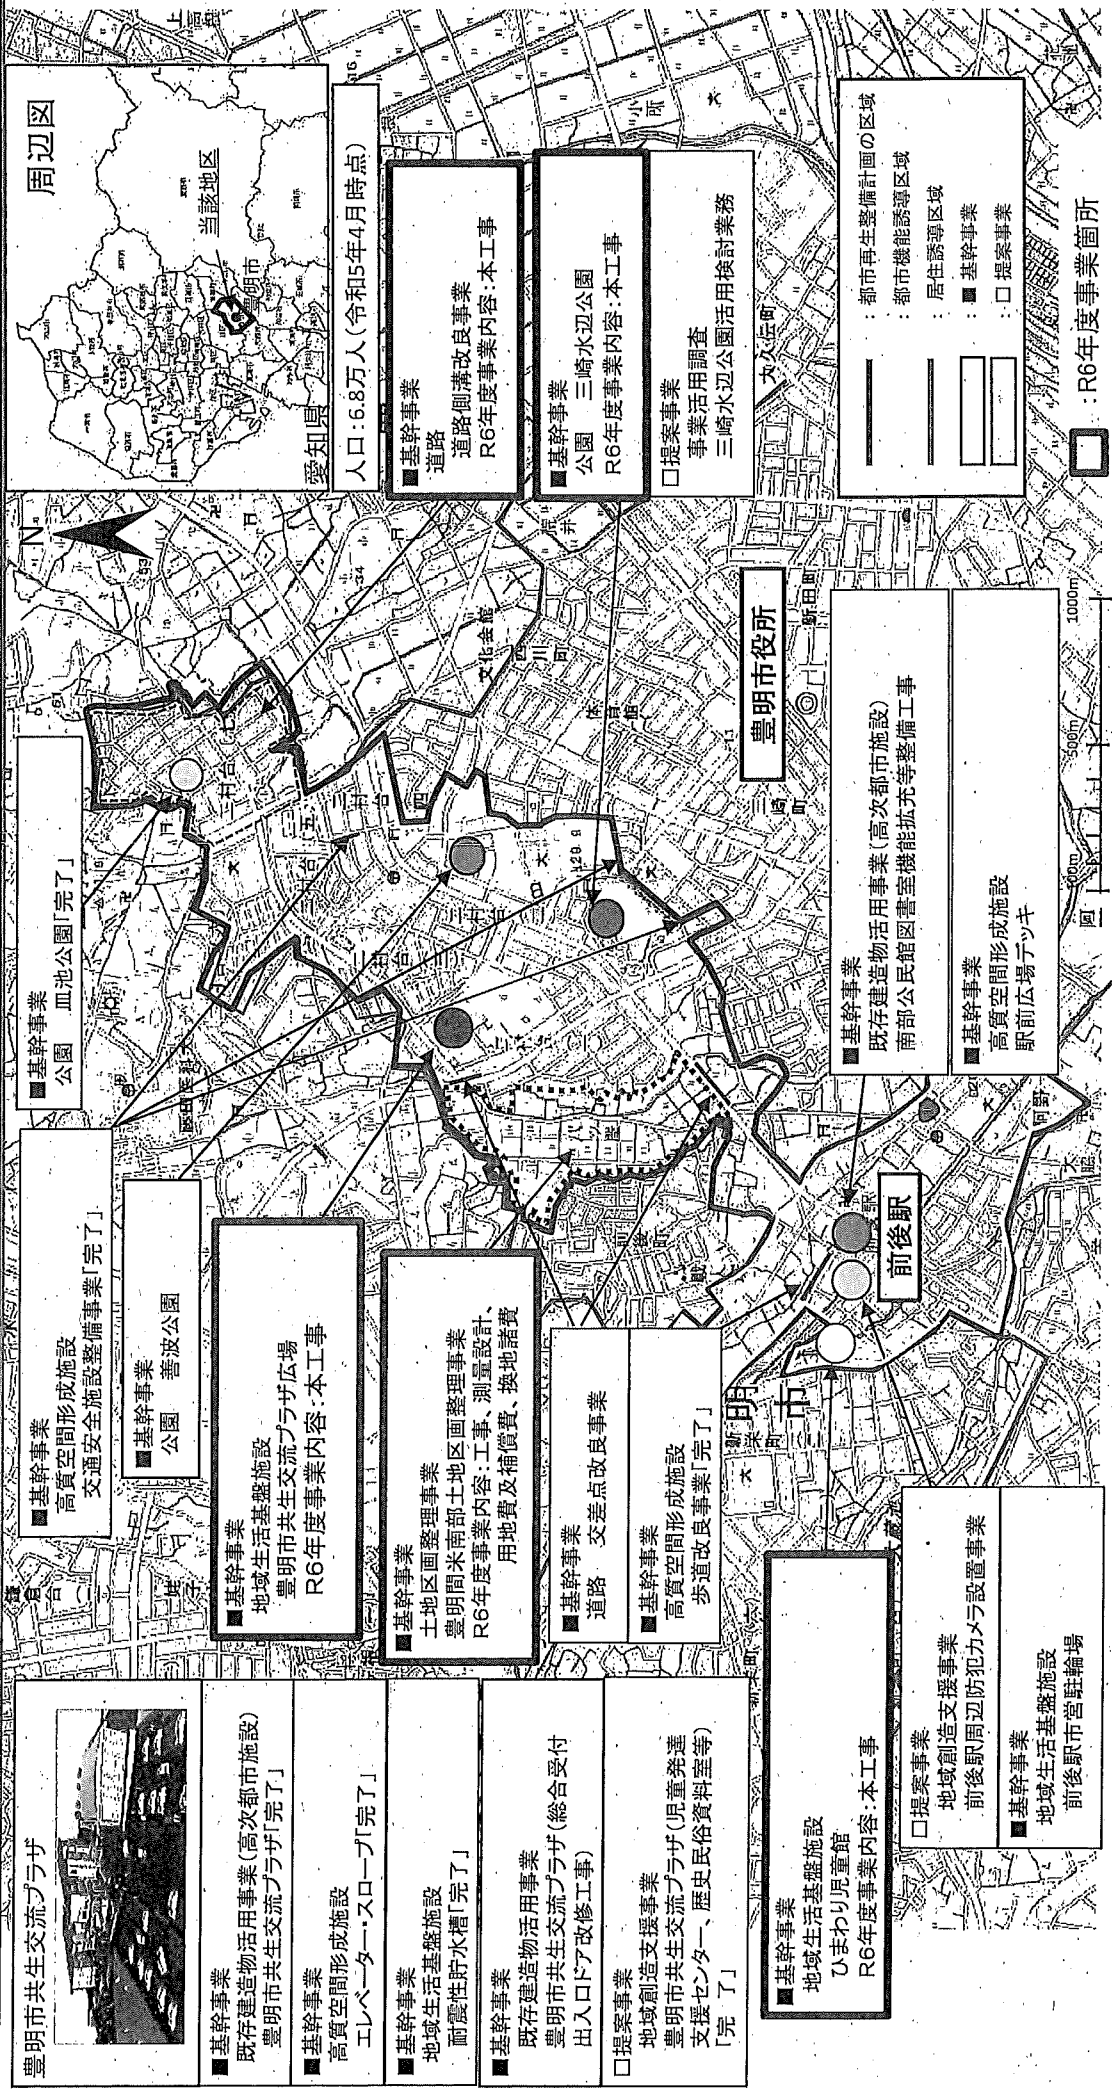 豊明市共生交流プラザ
■基幹事業
既存建造物活用事業(高次都市施設)
豊明市共生交流プラザ「完了」
■基幹事業
高質空間形成施設
エレベーター・スロープ「完了」
■基幹事業
地域生活基盤施設
耐震性貯水槽「完了」
■基幹事業
既存建造物活用事業
豊明市共生交流プラザ(総合受付
出入口ドア改修工事)
□提案事業
地域創造支援事業
豊明市共生交流プラザ(児童発達
支援センター、歴史民俗資料室等)
「完了」
■基幹事業
地域生活基盤施設
ひまわり児童館
R6年度事業内容:本工事
□提案事業
地域創造支援事業
前後駅周辺防犯カメラ設置事業
■基幹事業
地域生活基盤施設
前後駅市営駐輪場
■基幹事業
高質空間形成施設
交通安全施設整備事業「完了」
■基幹事業
公園 善波公園
■基幹事業
地域生活基盤施設
豊明市共生交流プラザ広場
R6年度事業内容:本工事
■基幹事業
土地区画整理事業
豊明間米南部土地区画整理事業
R6年度事業内容:工事、測量設計、
用地費及補償費、換地諸費
■基幹事業
道路 交差点改良事業
■基幹事業
高質空間形成施設
歩道改良事業「完了」
■基幹事業
公園 皿池公園「完了」
前後駅
豊明市役所
■基幹事業
既存建造物活用事業(高次都市施設)
南部公民館図書室機能拡充等整備工事
■基幹事業
高質空間形成施設
駅前広場デッキ
N
周辺図
当該地区
豊明市
愛知県
人口:6.8万人(令和5年4月時点)
■基幹事業
道路
道路側溝改良事業
R6年度事業内容:本工事
■基幹事業
公園 三崎水辺公園
R6年度事業内容:本工事
□提案事業
事業活用調査
三崎水辺公園活用検討業務
:都市再生整備計画の区域
:都市機能誘導区域
:居住誘導区域
:■基幹事業
:□提案事業
:R6年度事業箇所
明
市
文化会館
体育館
大久伝町
新田町
500m
1000m